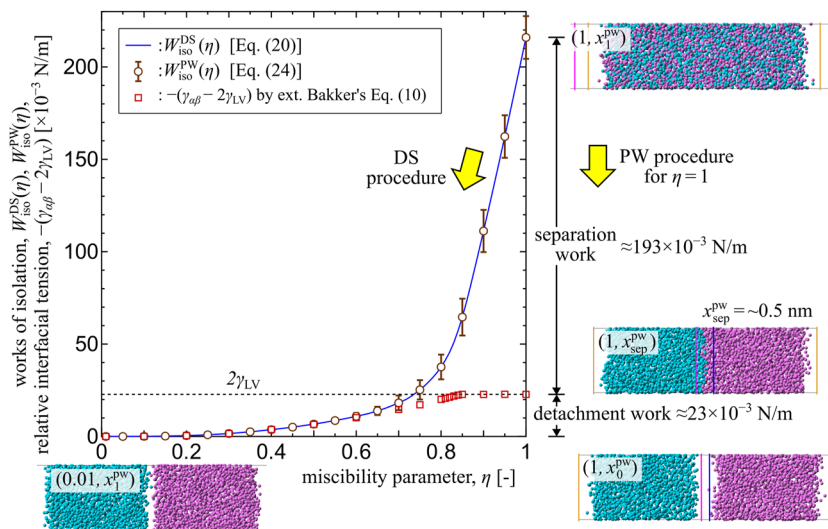 works of isolation, W_iso^DS(η), W_iso^PW(η),
relative interfacial tension, −(γ_αβ − 2γ_LV) [×10⁻³ N/m]
200
150
100
50
0
: W_iso^DS(η) [Eq. (20)]
: W_iso^PW(η) [Eq. (24)]
: −(γ_αβ − 2γ_LV) by ext. Bakker's Eq. (10)
DS
procedure
2γ_LV
0
0.2
0.4
0.6
0.8
1
miscibility parameter, η [-]
(0.01, x_1^pw)
(1, x_1^pw)
PW procedure
for η = 1
separation
work
≈193×10⁻³ N/m
x_sep^pw = ~0.5 nm
(1, x_sep^pw)
detachment work ≈23×10⁻³ N/m
(1, x_0^pw)